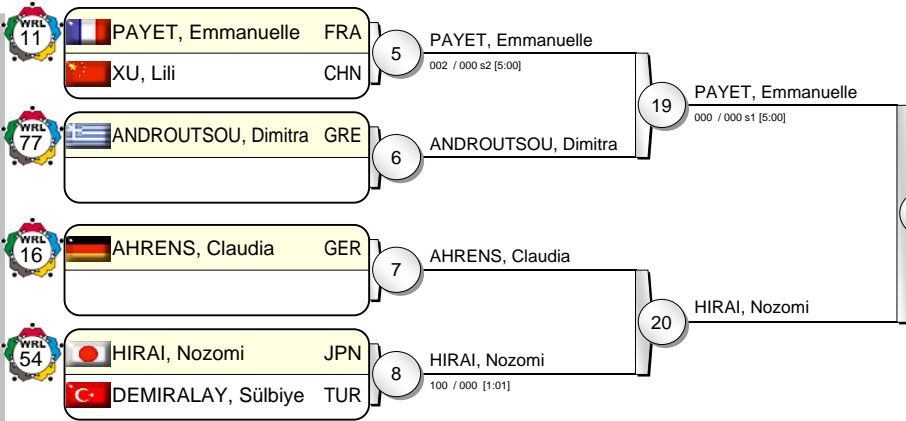 WRL
11
PAYET, Emmanuelle FRA
XU, Lili CHN
5
PAYET, Emmanuelle
002 / 000 s2 [5:00]
19
PAYET, Emmanuelle
000 / 000 s1 [5:00]
WRL
77
ANDROUTSOU, Dimitra GRE
6
ANDROUTSOU, Dimitra
WRL
16
AHRENS, Claudia GER
7
AHRENS, Claudia
20
HIRAI, Nozomi
WRL
54
HIRAI, Nozomi JPN
DEMIRALAY, Sülbiye TUR
8
HIRAI, Nozomi
100 / 000 [1:01]